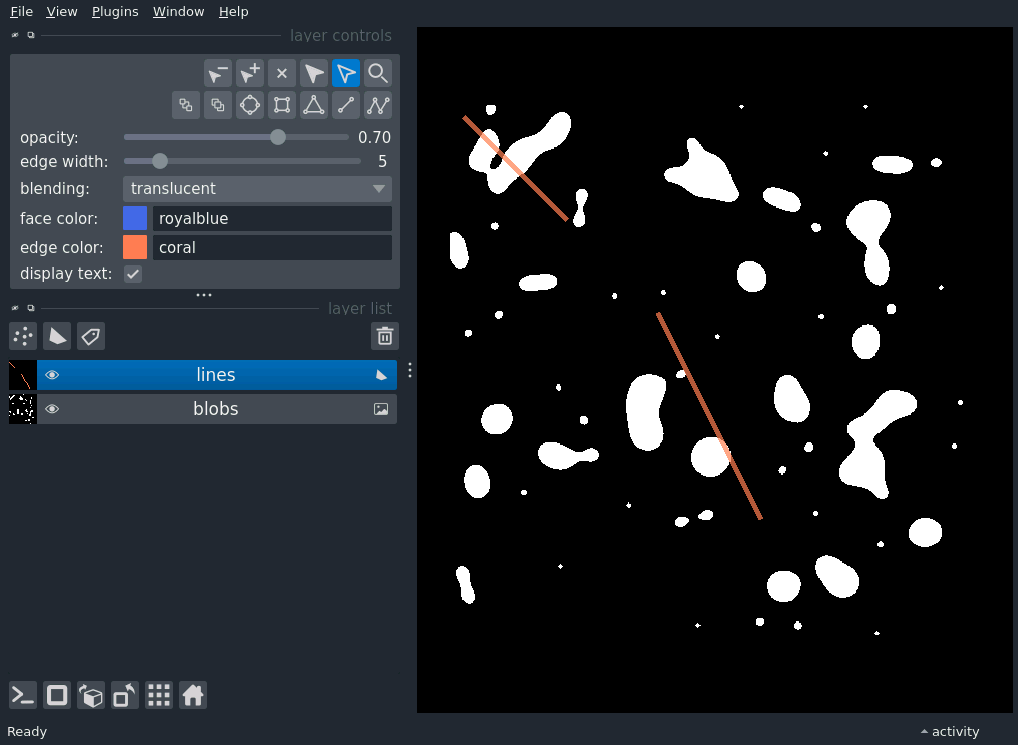 File View Plugins Window Help
layer controls
opacity: 0.70
edge width: 5
blending: translucent
face color: royalblue
edge color: coral
display text:
layer list
lines
blobs
Ready activity